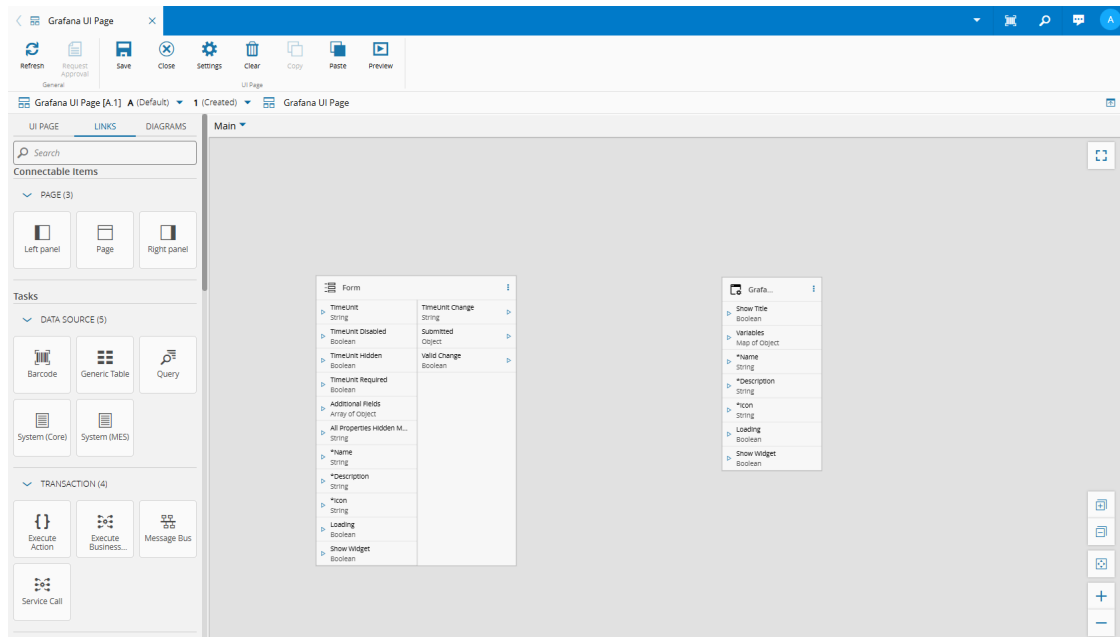 Grafana UI Page
A
Refresh
Request Approval
Save
Close
Settings
Clear
Copy
Paste
Preview
General
UI Page
Grafana UI Page [A.1] A (Default) 1 (Created) Grafana UI Page
UI PAGE LINKS DIAGRAMS
Main
Search
Connectable Items
PAGE (3)
Left panel Page Right panel
Tasks
DATA SOURCE (5)
Barcode Generic Table Query
System (Core) System (MES)
TRANSACTION (4)
Execute Action
Execute Business...
Message Bus
Service Call
Form
TimeUnit
String
TimeUnit Disabled
Boolean
TimeUnit Hidden
Boolean
TimeUnit Required
Boolean
Additional Fields
Array of Object
All Properties Hidden M...
String
*Name
String
*Description
String
*Icon
String
Loading
Boolean
Show Widget
Boolean
TimeUnit Change
String
Submitted
Object
Valid Change
Boolean
Grafa...
Show Title
Boolean
Variables
Map of Object
*Name
String
*Description
String
*Icon
String
Loading
Boolean
Show Widget
Boolean